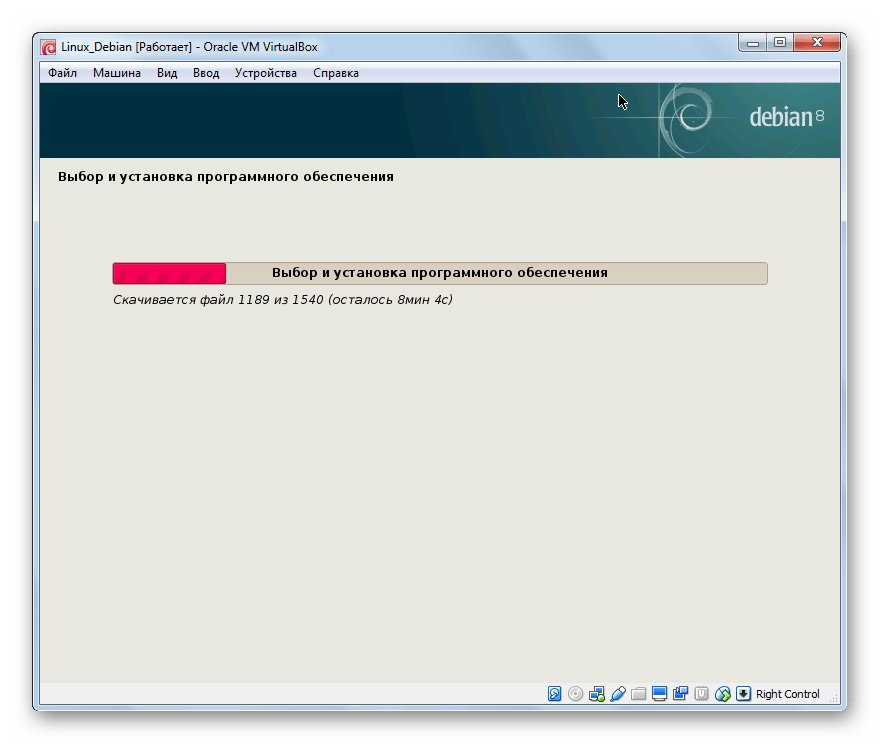 Linux_Debian [Работает] - Oracle VM VirtualBox
Файл Машина Вид Ввод Устройства Справка
debian 8
Выбор и установка программного обеспечения
Выбор и установка программного обеспечения
Скачивается файл 1189 из 1540 (осталось 8мин 4с)
Right Control